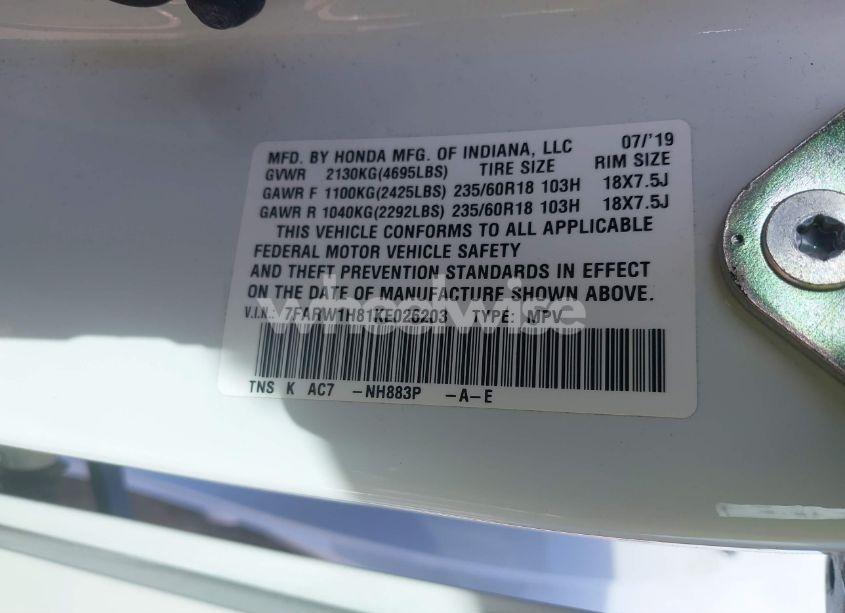 MFD. BY HONDA MFG. OF INDIANA, LLC 07/'19
GVWR 2130KG(4695LBS) TIRE SIZE RIM SIZE
GAWR F 1100KG(2425LBS) 235/60R18 103H 18X7.5J
GAWR R 1040KG(2292LBS) 235/60R18 103H 18X7.5J
THIS VEHICLE CONFORMS TO ALL APPLICABLE
FEDERAL MOTOR VEHICLE SAFETY
AND THEFT PREVENTION STANDARDS IN EFFECT
ON THE DATE OF MANUFACTURE SHOWN ABOVE.
wheelwise
V.I.N.: 7FARW1H81KE026203 TYPE: MPV
TNS K AC7 -NH883P -A-E